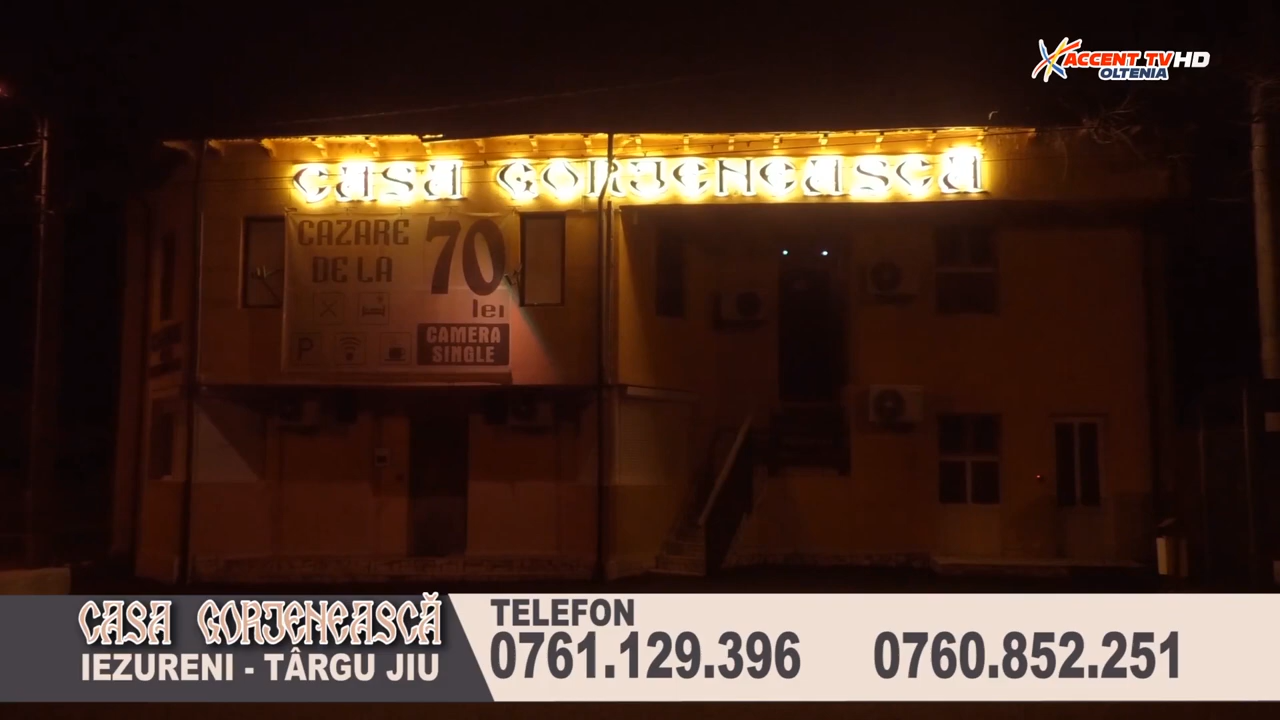 ACCENT TV HD
OLTENIA
CASA GORJENEASCĂ
CAZARE
DE LA
70
lei
P
CAMERA
SINGLE
CASA GORJENEASCĂ
IEZURENI - TÂRGU JIU
TELEFON
0761.129.396
0760.852.251